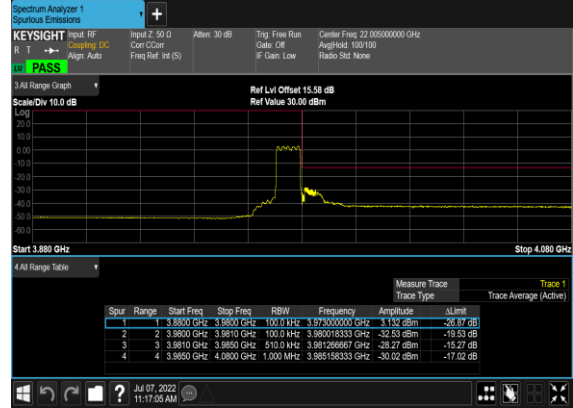 Spectrum Analyzer 1
Spurious Emissions
KEYSIGHT Input: RF Input Z: 50 Ω Atten: 30 dB Trig: Free Run Center Freq: 22.005000000 GHz
R T Coupling: DC Corr CCorr Gate: Off Avg|Hold: 100/100
Align: Auto Freq Ref: Int (S) IF Gain: Low Radio Std: None
PASS
3 All Range Graph
Ref Lvl Offset 15.58 dB
Scale/Div 10.0 dB Ref Value 30.00 dBm
Log
20.0
10.0
0.00
-10.0
-20.0
-30.0
-40.0
-50.0
-60.0
Start 3.880 GHz Stop 4.080 GHz
4 All Range Table
Measure Trace Trace 1
Trace Type Trace Average (Active)
Spur Range Start Freq Stop Freq RBW Frequency Amplitude ΔLimit
1 1 3.8800 GHz 3.9800 GHz 100.0 kHz 3.973000000 GHz 3.132 dBm -26.87 dB
2 2 3.9800 GHz 3.9810 GHz 100.0 kHz 3.980018333 GHz -32.53 dBm -19.53 dB
3 3 3.9810 GHz 3.9850 GHz 510.0 kHz 3.981266667 GHz -28.27 dBm -15.27 dB
4 4 3.9850 GHz 4.0800 GHz 1.000 MHz 3.985158333 GHz -30.02 dBm -17.02 dB
? Jul 07, 2022
11:17:05 AM